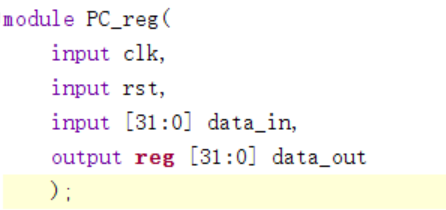 module PC_reg(
    input clk,
    input rst,
    input [31:0] data_in,
    output reg [31:0] data_out
    );